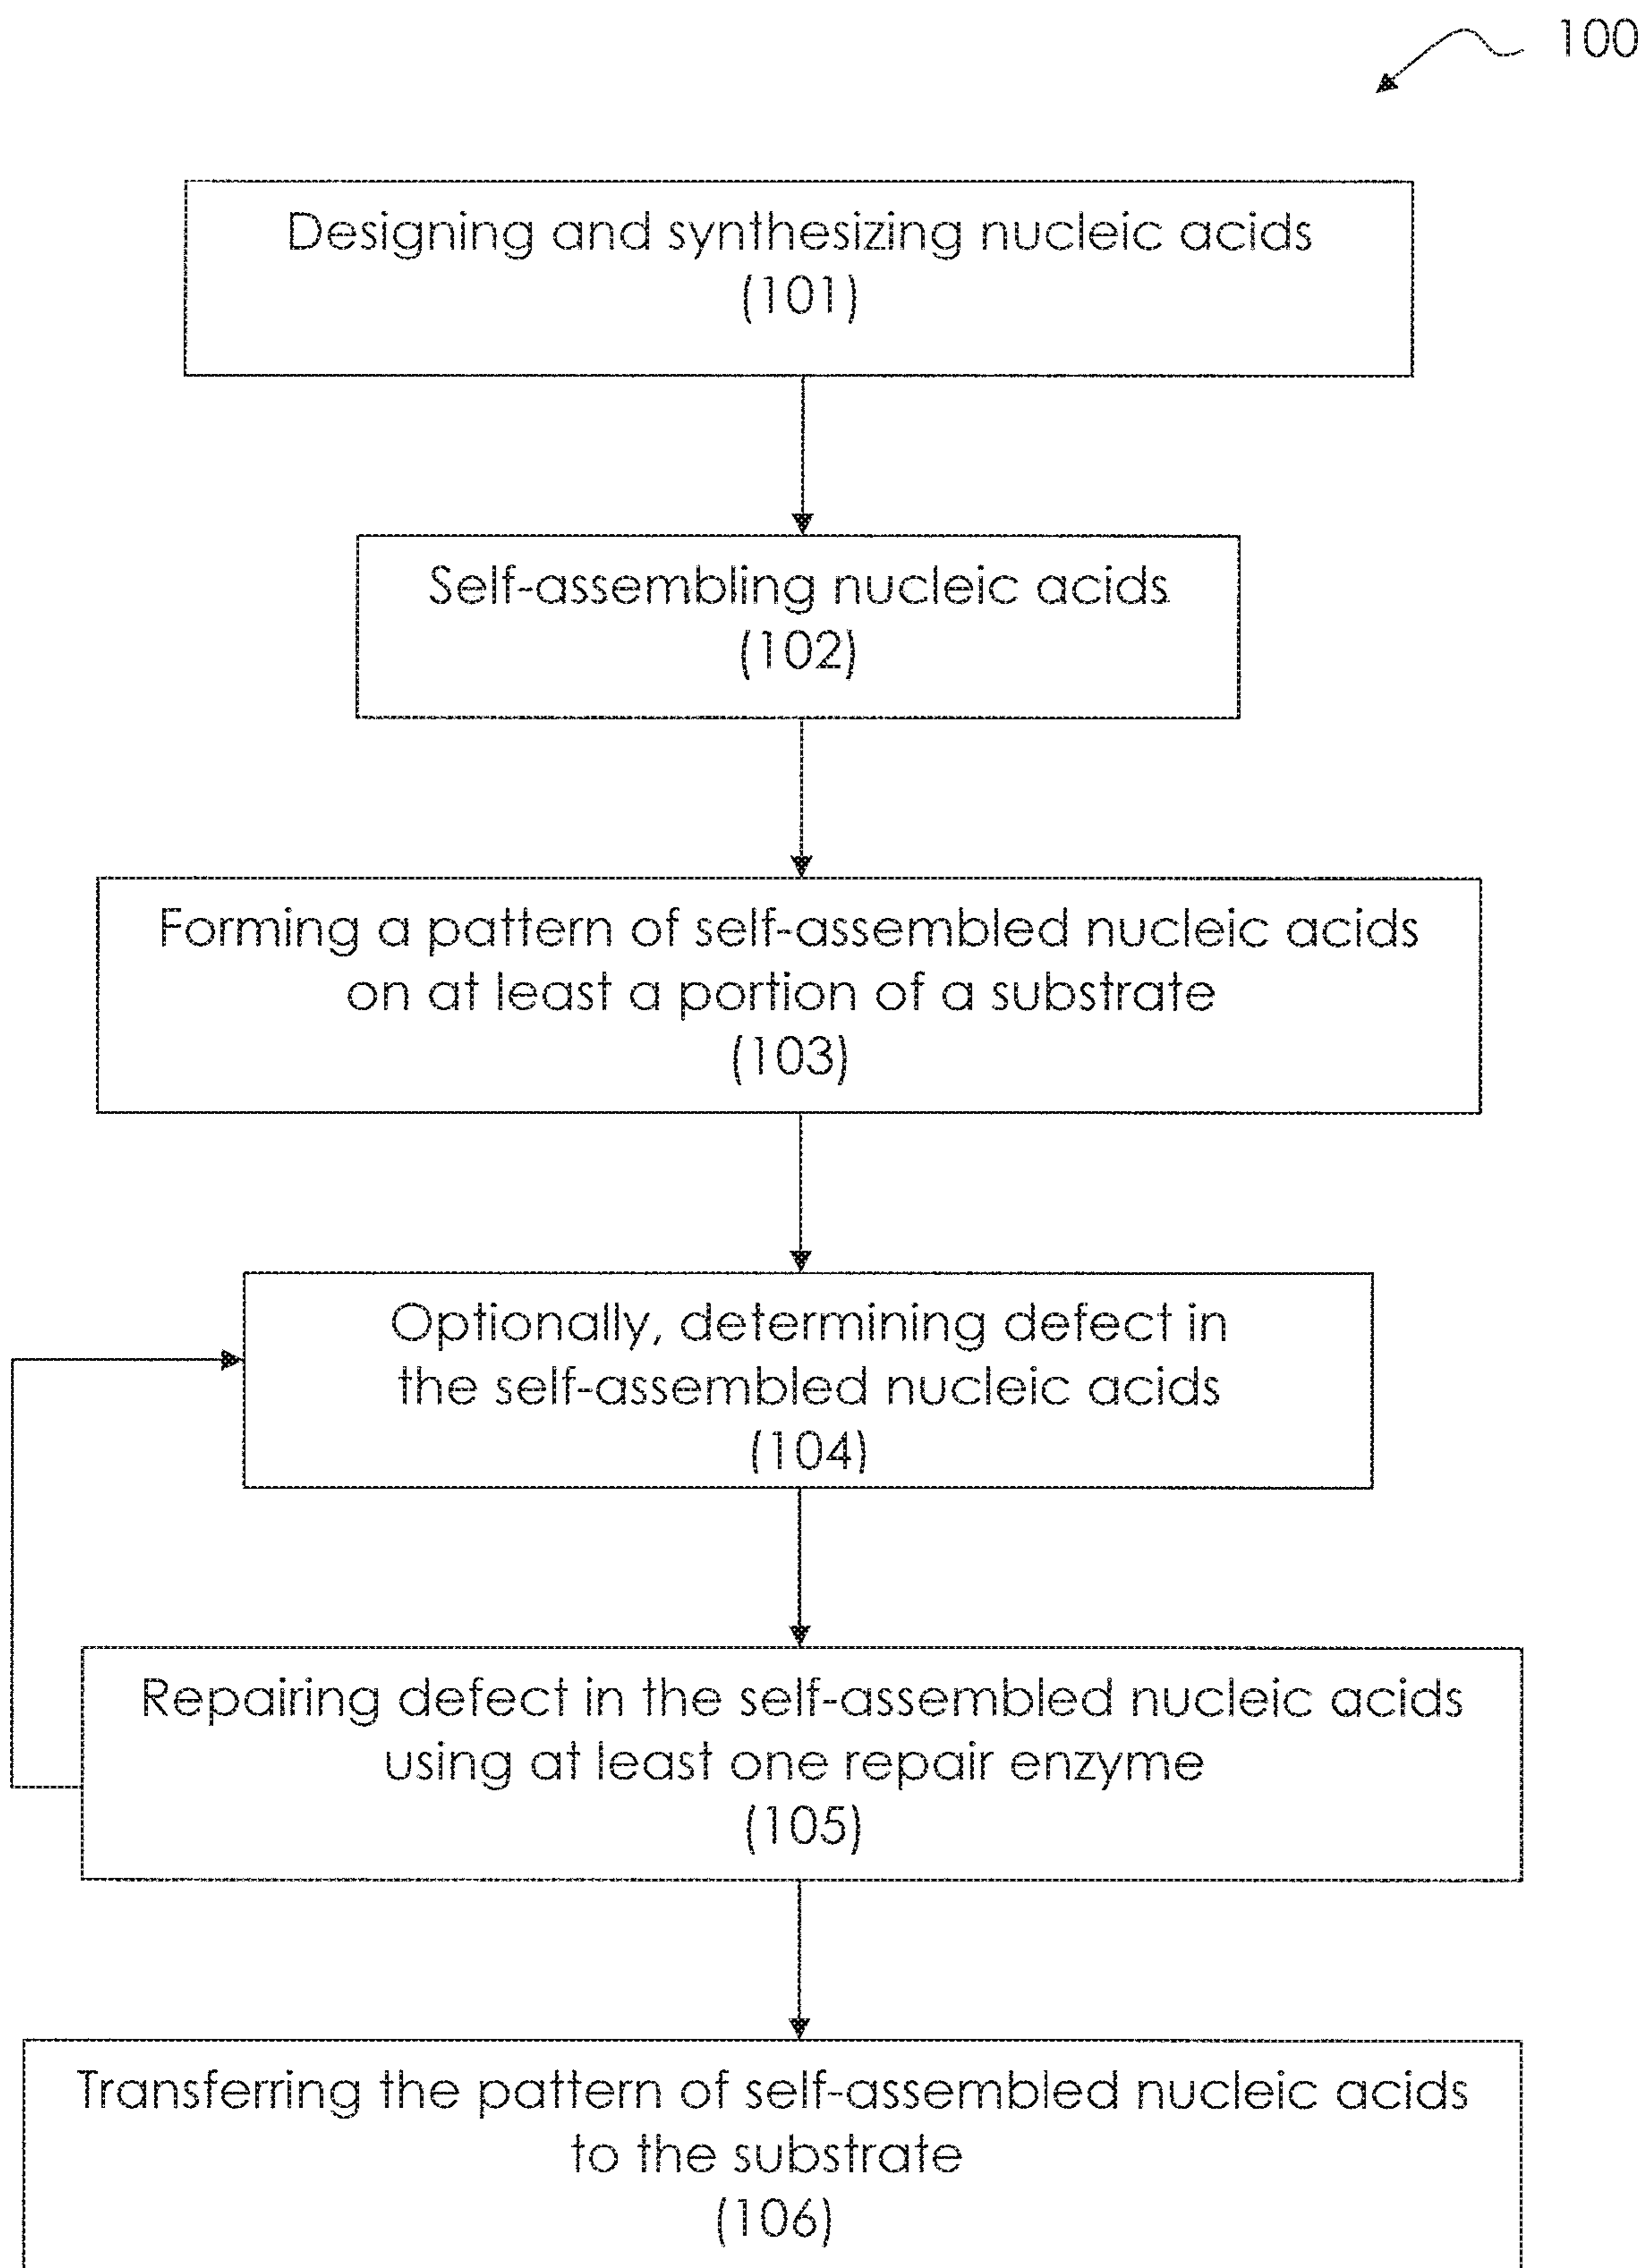 100
Designing and synthesizing nucleic acids
(101)
Self-assembling nucleic acids
(102)
Forming a pattern of self-assembled nucleic acids
on at least a portion of a substrate
(103)
Optionally, determining defect in
the self-assembled nucleic acids
(104)
Repairing defect in the self-assembled nucleic acids
using at least one repair enzyme
(105)
Transferring the pattern of self-assembled nucleic acids
to the substrate
(106)